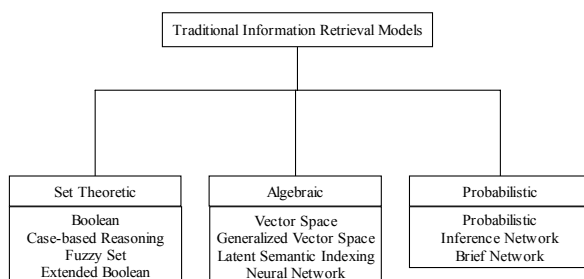 Traditional Information Retrieval Models
Set Theoretic
Boolean
Case-based Reasoning
Fuzzy Set
Extended Boolean
Algebraic
Vector Space
Generalized Vector Space
Latent Semantic Indexing
Neural Network
Probabilistic
Probabilistic
Inference Network
Brief Network